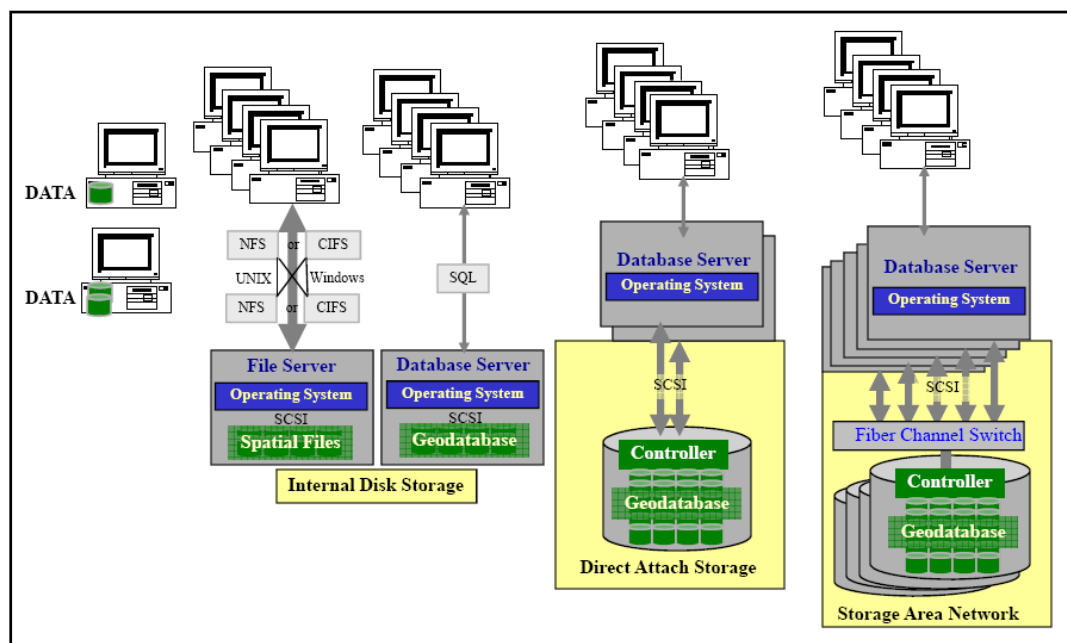 DATA
DATA
NFS or CIFS
UNIX Windows
NFS or CIFS
File Server
Operating System
SCSI
Spatial Files
SQL
Database Server
Operating System
SCSI
Geodatabase
Internal Disk Storage
Database Server
Operating System
SCSI
Controller
Geodatabase
Direct Attach Storage
Database Server
Operating System
SCSI
Fiber Channel Switch
Controller
Geodatabase
Storage Area Network